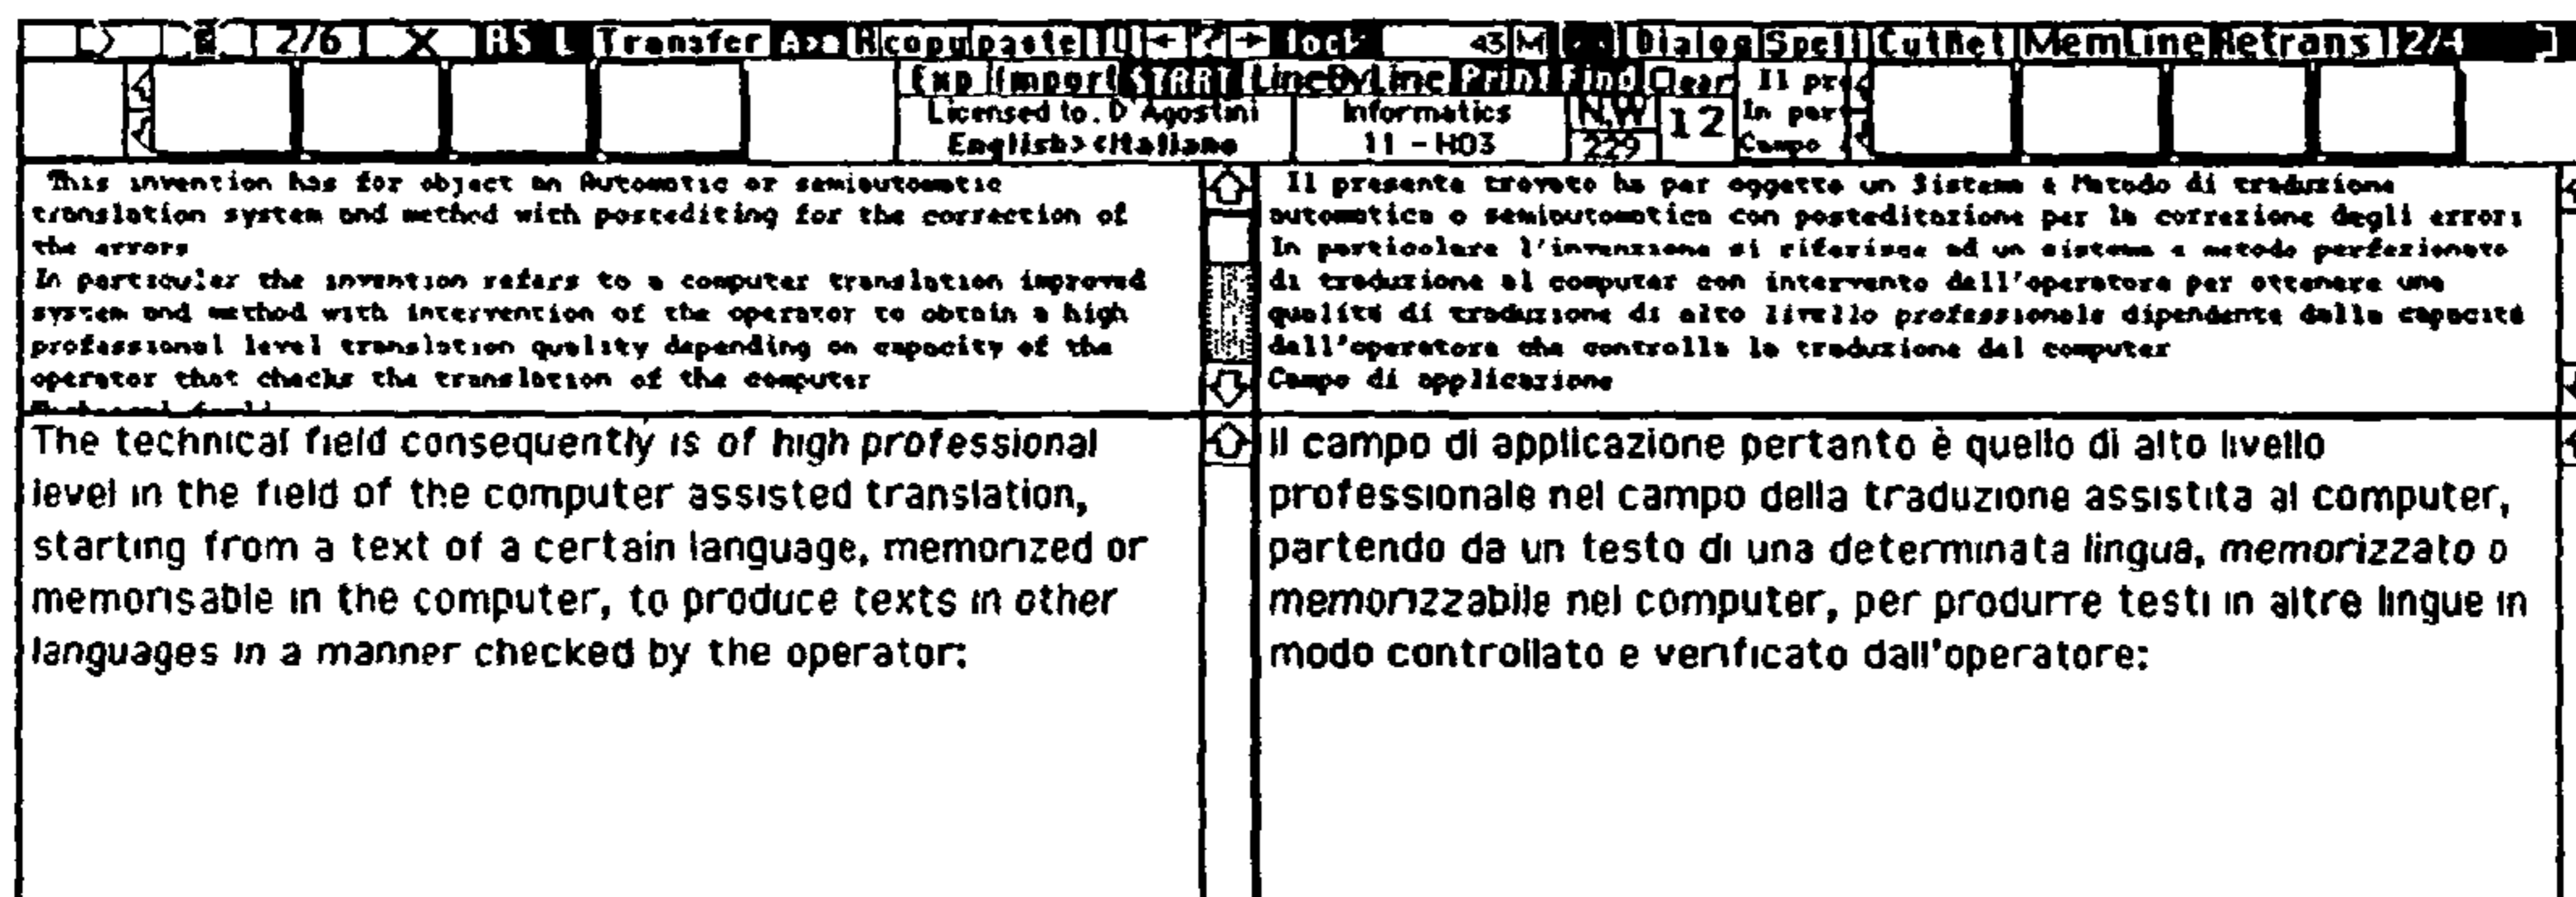 2/6 X RS L Transfer copy paste ← ? → lock 43 M Dialog Spell CutRet MemLine Retrans 2/4
Exp Import START LineByLine Print Find Clear
Il pre
In par
Campo
Licensed to. D'Agostini
English><Italiano
Informatics
11 - H03
N.W
229
12
This invention has for object an Automatic or semiautomatic
translation system and method with postediting for the correction of
the errors
In particular the invention refers to a computer translation improved
system and method with intervention of the operator to obtain a high
professional level translation quality depending on capacity of the
operator that checks the translation of the computer
Il presente trovato ha per oggetto un Sistema e Metodo di traduzione
automatica o semiautomatica con posteditazione per la correzione degli errori
In particolare l'invenzione si riferisce ad un sistema e metodo perfezionato
di traduzione al computer con intervento dell'operatore per ottenere una
qualità di traduzione di alto livello professionale dipendente dalla capacità
dell'operatore che controlla la traduzione del computer
Campo di applicazione
The technical field consequently is of high professional
level in the field of the computer assisted translation,
starting from a text of a certain language, memorized or
memorisable in the computer, to produce texts in other
languages in a manner checked by the operator:
Il campo di applicazione pertanto è quello di alto livello
professionale nel campo della traduzione assistita al computer,
partendo da un testo di una determinata lingua, memorizzato o
memorizzabile nel computer, per produrre testi in altre lingue in
modo controllato e verificato dall'operatore: